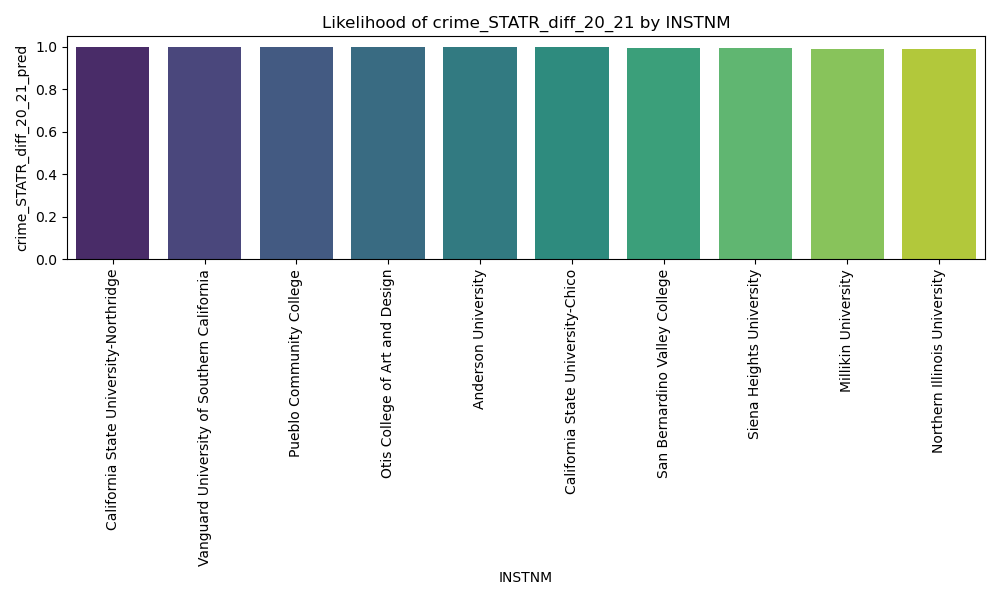 Likelihood of crime_STATR_diff_20_21 by INSTNM
crime_STATR_diff_20_21_pred
1.0
0.8
0.6
0.4
0.2
0.0
California State University-Northridge
Vanguard University of Southern California
Pueblo Community College
Otis College of Art and Design
Anderson University
California State University-Chico
San Bernardino Valley College
Siena Heights University
Millikin University
Northern Illinois University
INSTNM